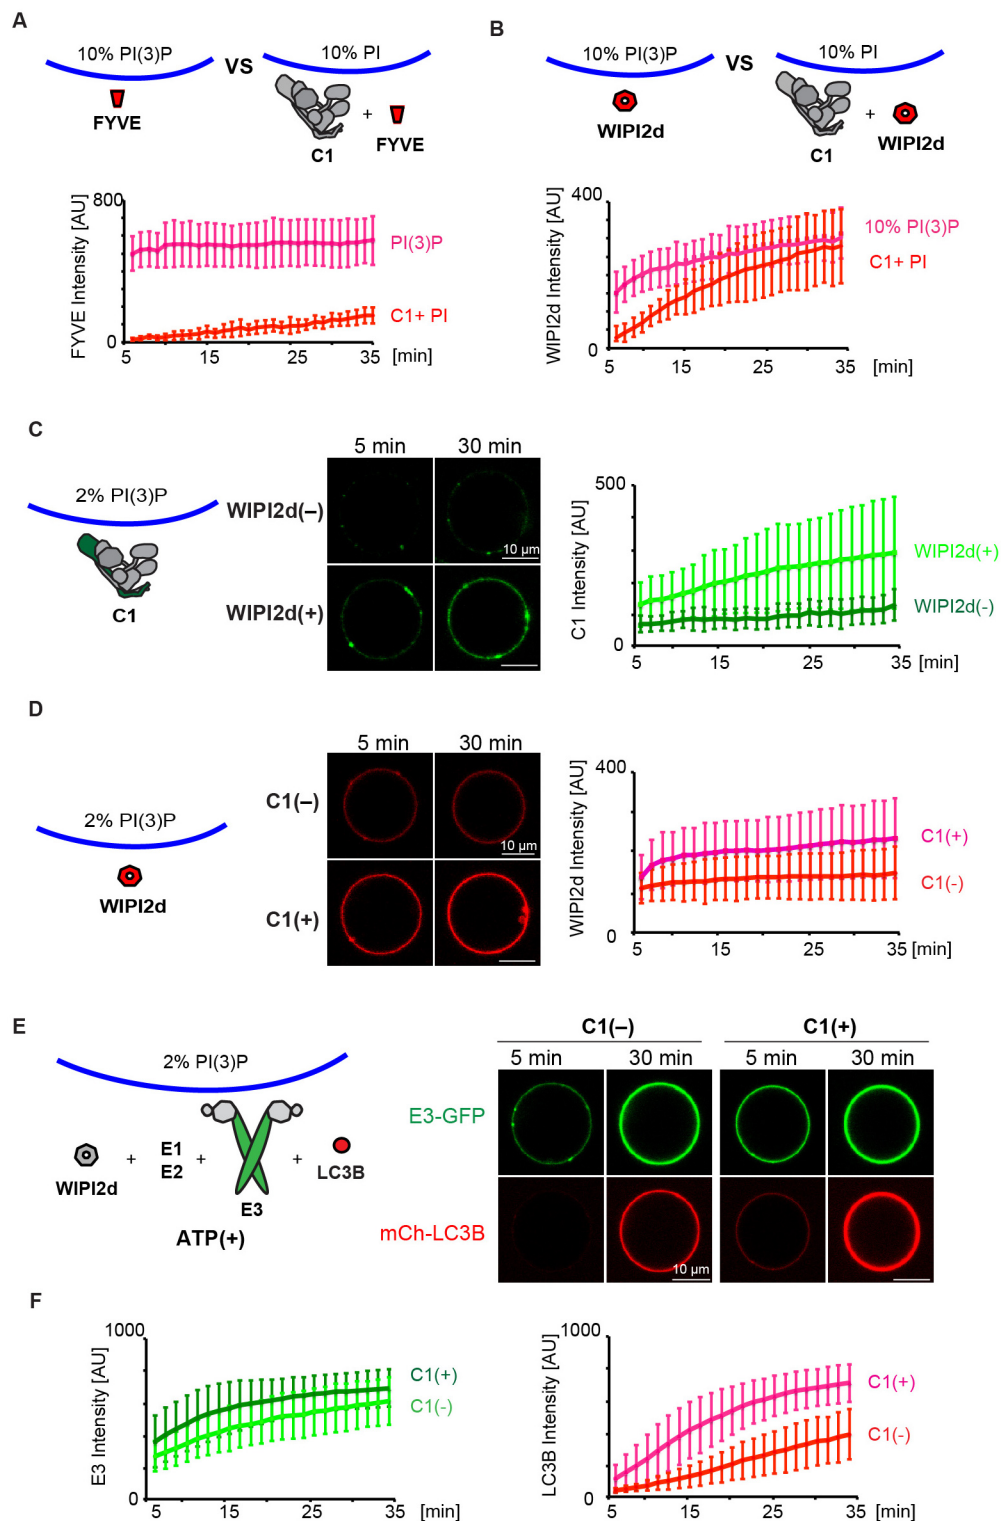 A
10% PI(3)P
VS
10% PI
FYVE
C1
+
FYVE
800
FYVE Intensity [AU]
PI(3)P
C1+ PI
0
5
15
25
35
[min]
B
10% PI(3)P
VS
10% PI
WIPI2d
C1
+
WIPI2d
400
WIPI2d Intensity [AU]
10% PI(3)P
C1+ PI
0
5
15
25
35
[min]
C
2% PI(3)P
C1
5 min
30 min
WIPI2d(–)
10 µm
WIPI2d(+)
500
C1 Intensity [AU]
WIPI2d(+)
WIPI2d(-)
0
5
15
25
35
[min]
D
2% PI(3)P
WIPI2d
5 min
30 min
C1(–)
10 µm
C1(+)
400
WIPI2d Intensity [AU]
C1(+)
C1(-)
0
5
15
25
35
[min]
E
2% PI(3)P
WIPI2d
+
E1
E2
+
E3
+
LC3B
ATP(+)
C1(–)
C1(+)
5 min
30 min
5 min
30 min
E3-GFP
mCh-LC3B
10 µm
F
1000
E3 Intensity [AU]
C1(+)
C1(-)
0
5
15
25
35
[min]
1000
LC3B Intensity [AU]
C1(+)
C1(-)
0
5
15
25
35
[min]